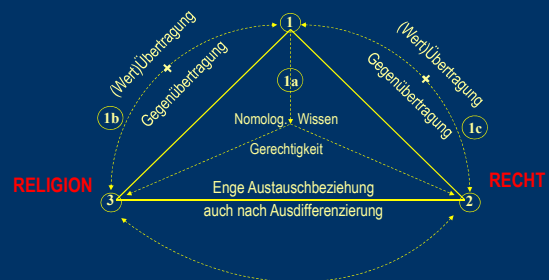 1
(Wert)Übertragung
Gegenübertragung
(Wert)Übertragung
Gegenübertragung
1a
1b
1c
Nomolog. Wissen
Gerechtigkeit
RELIGION
RECHT
Enge Austauschbeziehung
3
2
auch nach Ausdifferenzierung